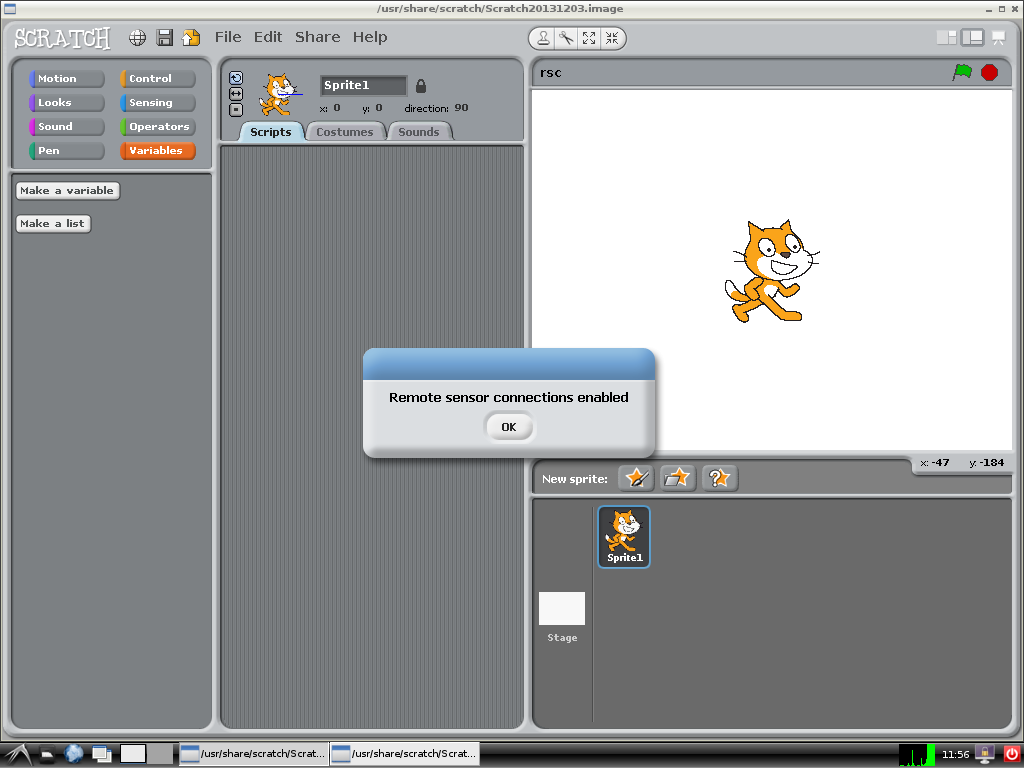 /usr/share/scratch/Scratch20131203.image
SCRATCH File Edit Share Help
Motion Control
Looks Sensing
Sound Operators
Pen Variables
Make a variable
Make a list
Sprite1
x: 0 y: 0 direction: 90
Scripts Costumes Sounds
rsc
Remote sensor connections enabled
OK
x: -47 y: -184
New sprite:
Sprite1
Stage
/usr/share/scratch/Scrat... /usr/share/scratch/Scrat... 11:56